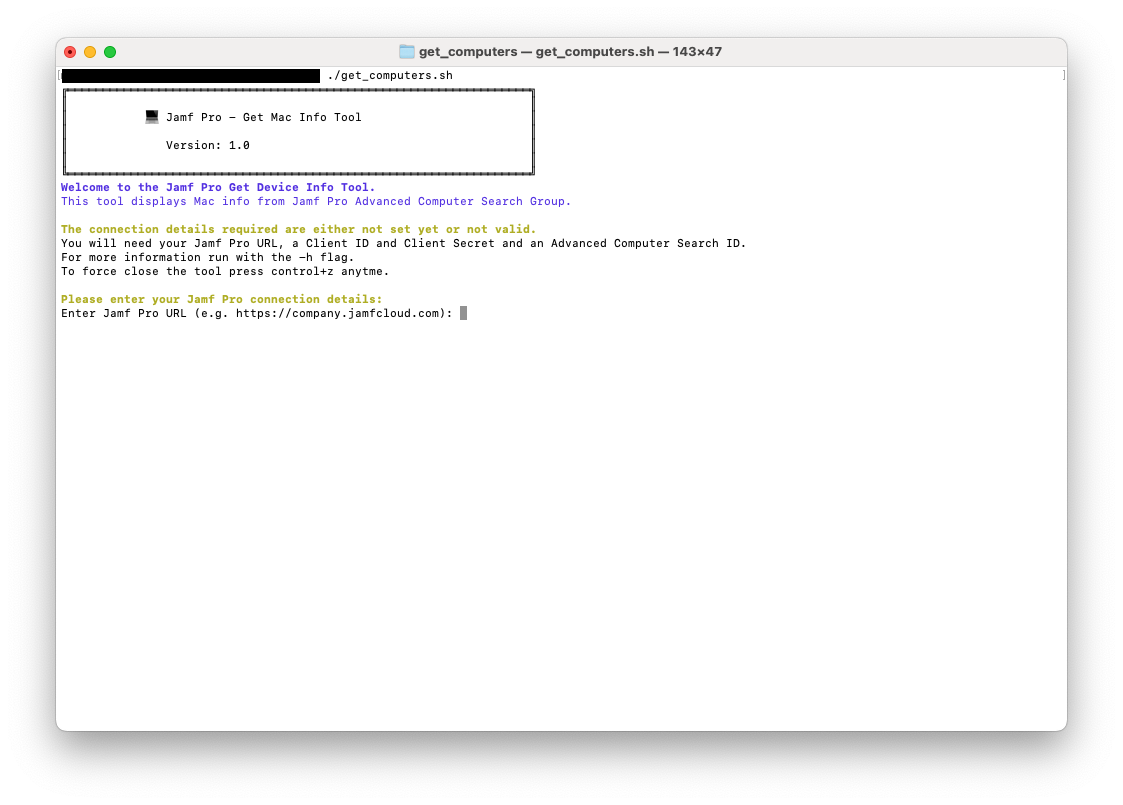 get_computers — get_computers.sh — 143×47
./get_computers.sh
Jamf Pro – Get Mac Info Tool
Version: 1.0
Welcome to the Jamf Pro Get Device Info Tool.
This tool displays Mac info from Jamf Pro Advanced Computer Search Group.
The connection details required are either not set yet or not valid.
You will need your Jamf Pro URL, a Client ID and Client Secret and an Advanced Computer Search ID.
For more information run with the –h flag.
To force close the tool press control+z anytme.
Please enter your Jamf Pro connection details:
Enter Jamf Pro URL (e.g. https://company.jamfcloud.com):